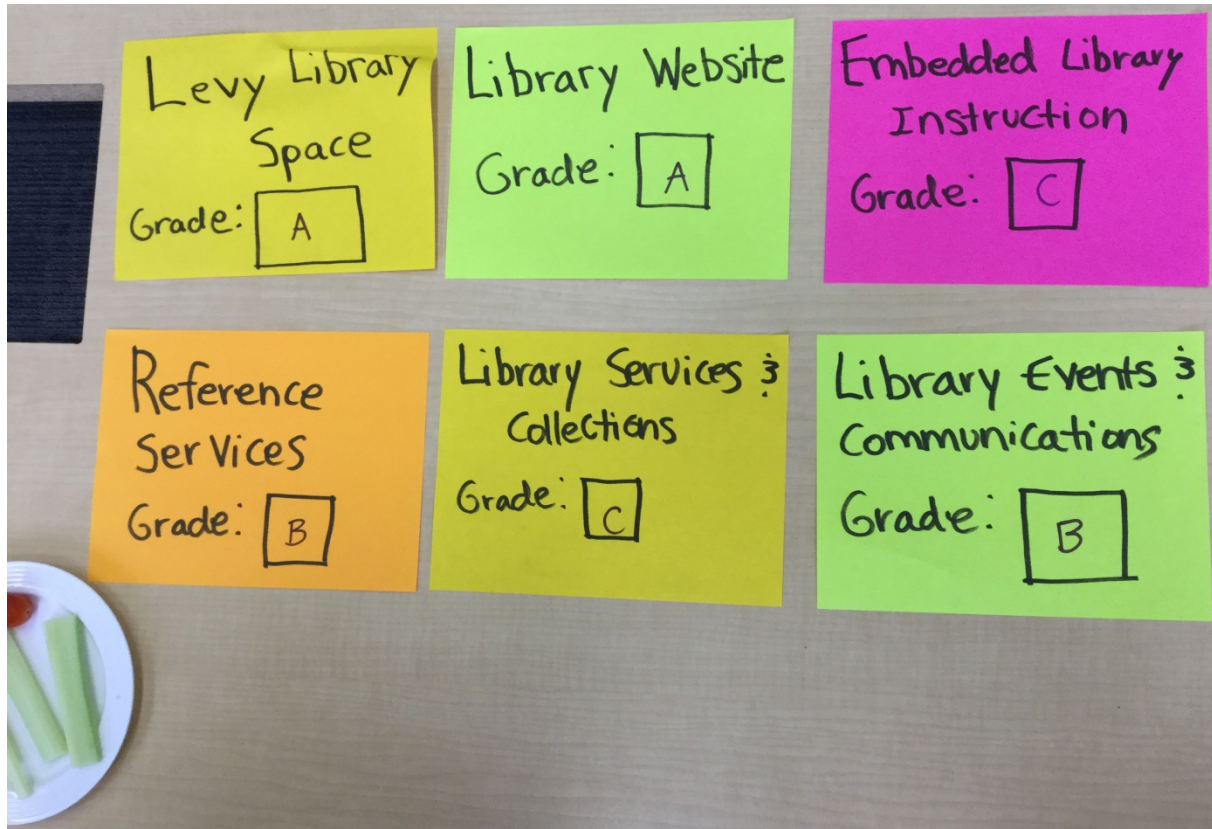 Levy Library
Space
Grade: A
Library Website
Grade: A
Embedded Library
Instruction
Grade: C
Reference
Services
Grade: B
Library Services &
Collections
Grade: C
Library Events &
Communications
Grade: B